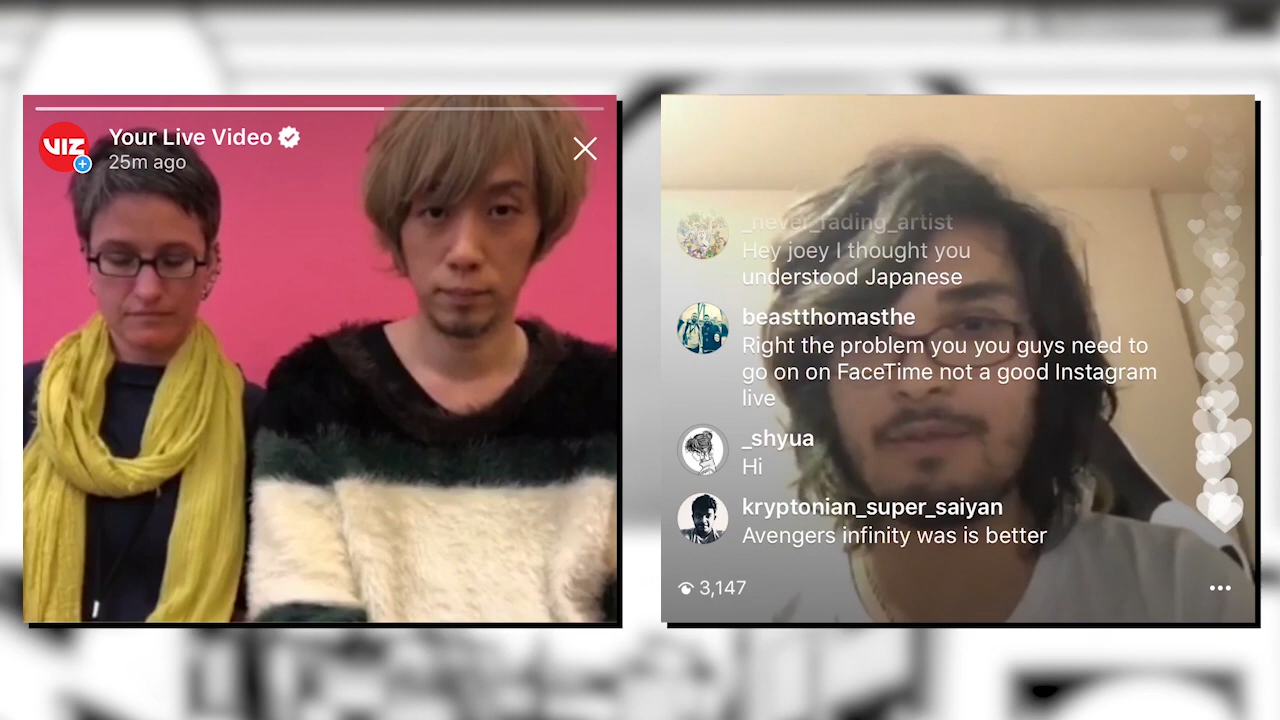 VIZ
Your Live Video
25m ago
_never_fading_artist
Hey joey I thought you
understood Japanese
beastthomasthe
Right the problem you you guys need to
go on on FaceTime not a good Instagram
live
_shyua
Hi
kryptonian_super_saiyan
Avengers infinity was is better
3,147